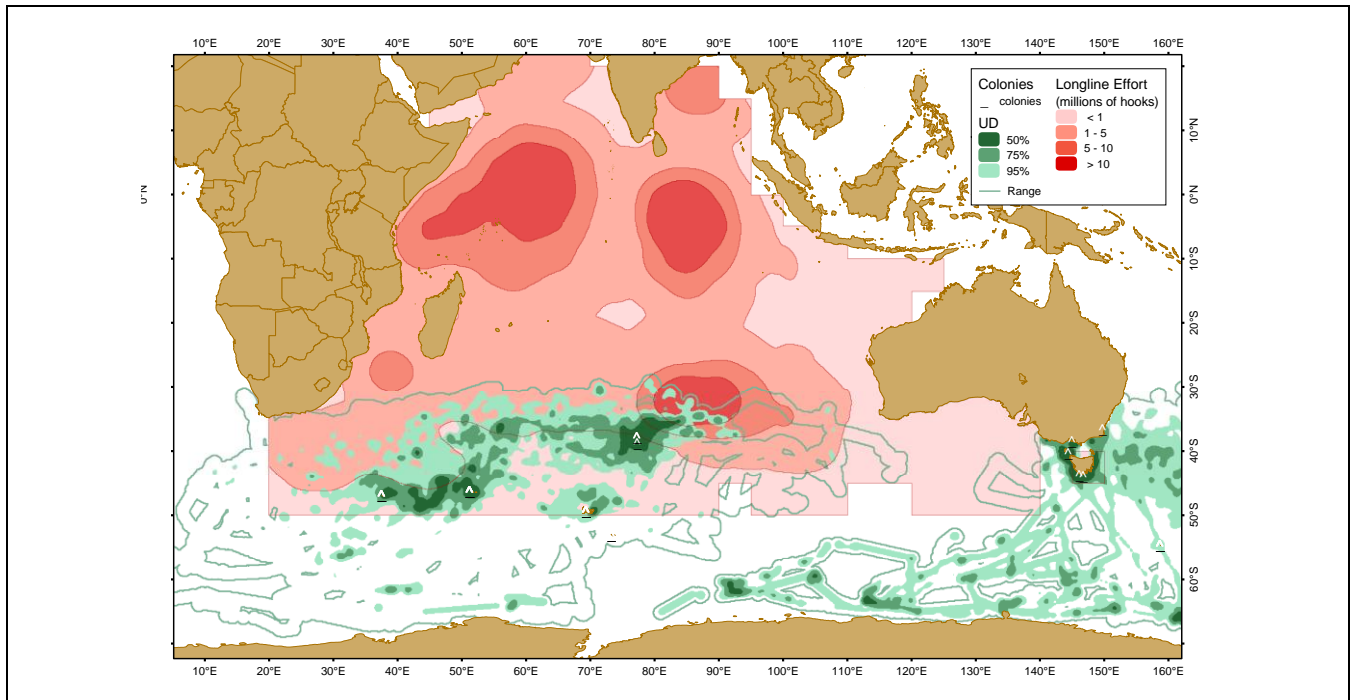 10°E 20°E 30°E 40°E 50°E 60°E 70°E 80°E 90°E 100°E 110°E 120°E 130°E 140°E 150°E 160°E
Colonies
_ colonies
UD
50%
75%
95%
Range
Longline Effort
(millions of hooks)
< 1
1 - 5
5 - 10
> 10
0°N
10°N
0°N
10°S
20°S
30°S
40°S
50°S
60°S
10°E 20°E 30°E 40°E 50°E 60°E 70°E 80°E 90°E 100°E 110°E 120°E 130°E 140°E 150°E 160°E